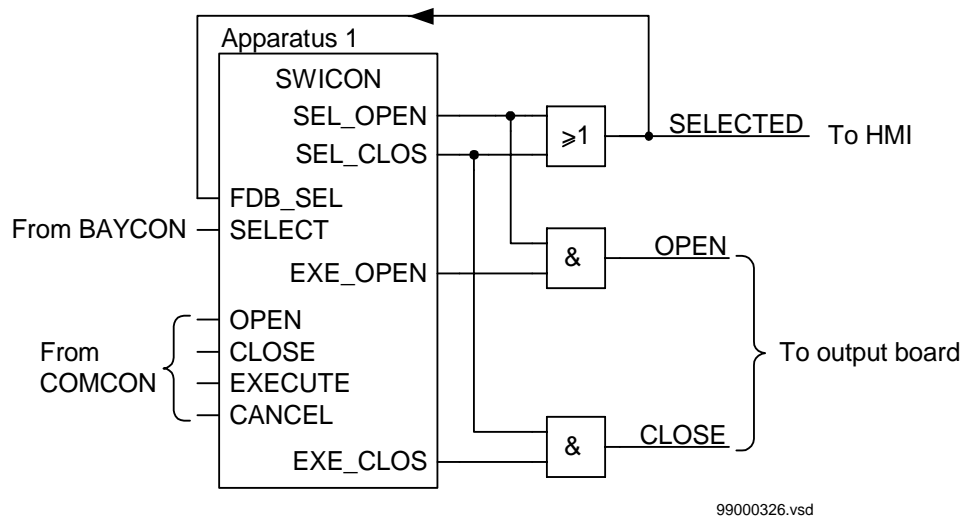 Apparatus 1
SWICON
SEL_OPEN
SEL_CLOS
≥1
SELECTED
To HMI
FDB_SEL
From BAYCON
SELECT
EXE_OPEN
&
OPEN
OPEN
CLOSE
EXECUTE
CANCEL
From
COMCON
To output board
EXE_CLOS
&
CLOSE
99000326.vsd